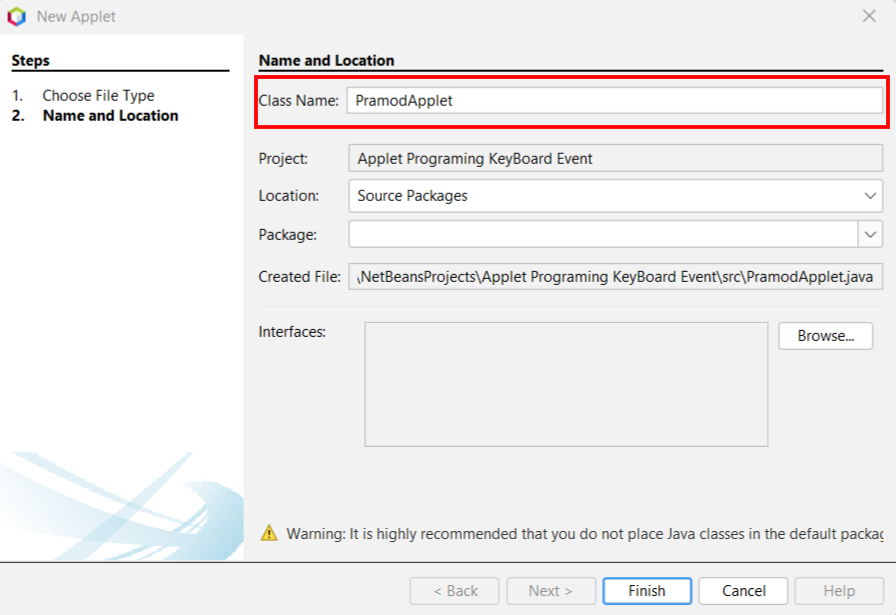 New Applet
Steps
1. Choose File Type
2. Name and Location
Name and Location
Class Name: PramodApplet
Project: Applet Programing KeyBoard Event
Location: Source Packages
Package:
Created File: \NetBeansProjects\Applet Programing KeyBoard Event\src\PramodApplet.java
Interfaces:
Browse...
Warning: It is highly recommended that you do not place Java classes in the default packag
< Back Next > Finish Cancel Help